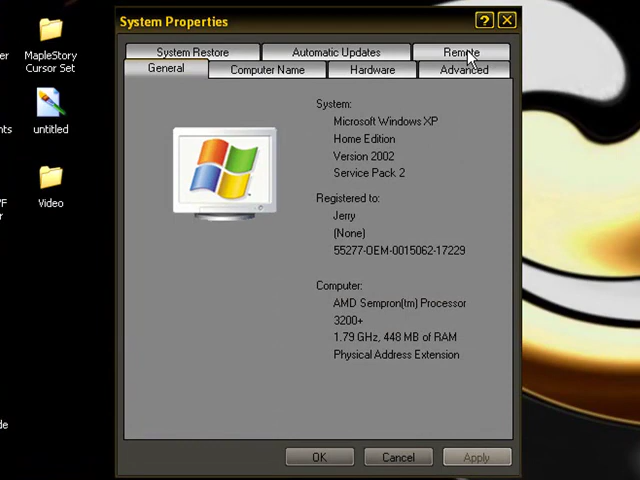 System Properties
System Restore
Automatic Updates
Remote
General
Computer Name
Hardware
Advanced
System:
Microsoft Windows XP
Home Edition
Version 2002
Service Pack 2
Registered to:
Jerry
(None)
55277-OEM-0015062-17229
Computer:
AMD Sempron(tm) Processor
3200+
1.79 GHz, 448 MB of RAM
Physical Address Extension
OK
Cancel
Apply
MapleStory
Cursor Set
untitled
Video